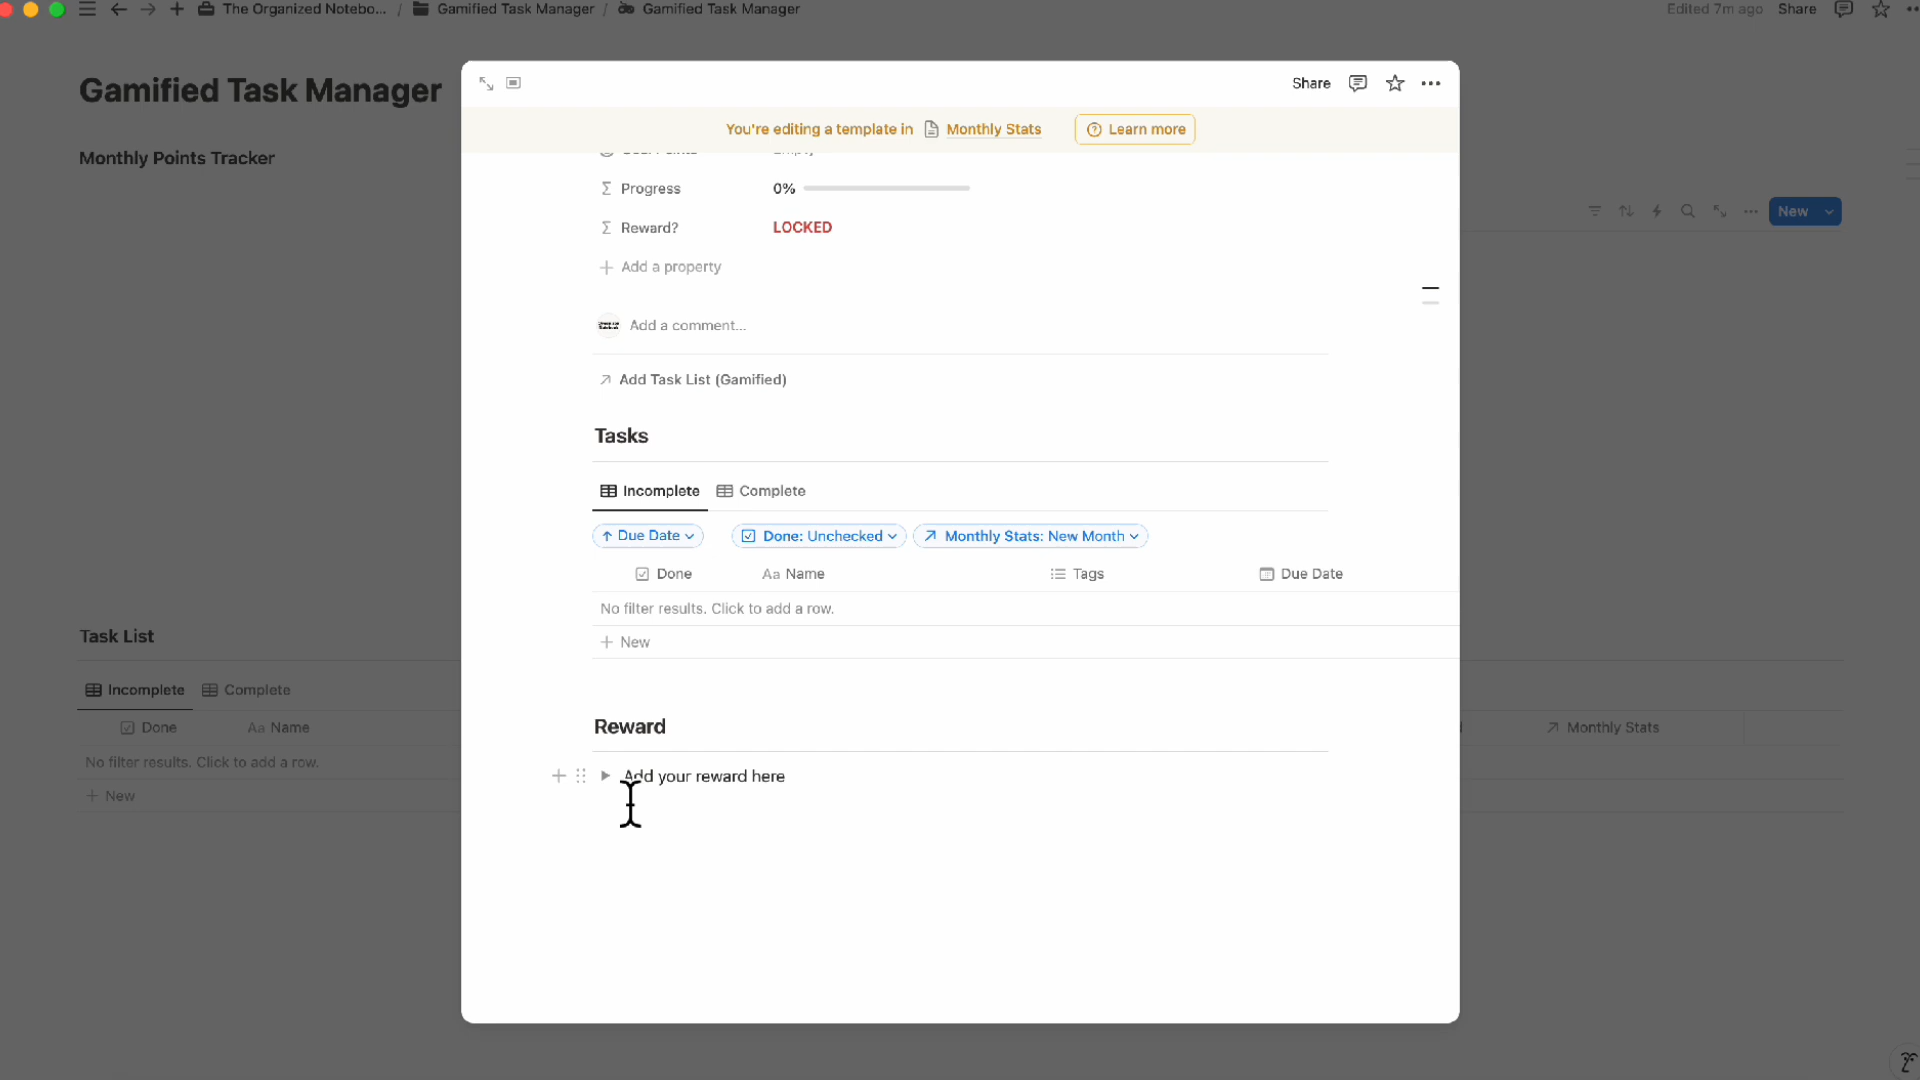 The Organized Notebo... / Gamified Task Manager / Gamified Task Manager
Edited 7m ago Share
Gamified Task Manager
Monthly Points Tracker
New
Task List
Incomplete Complete
Done Aa Name
Monthly Stats
No filter results. Click to add a row.
New
Share
You're editing a template in Monthly Stats Learn more
Progress 0%
Reward? LOCKED
Add a property
Add a comment...
Add Task List (Gamified)
Tasks
Incomplete Complete
Due Date Done: Unchecked Monthly Stats: New Month
Done Aa Name Tags Due Date
No filter results. Click to add a row.
New
Reward
Add your reward here